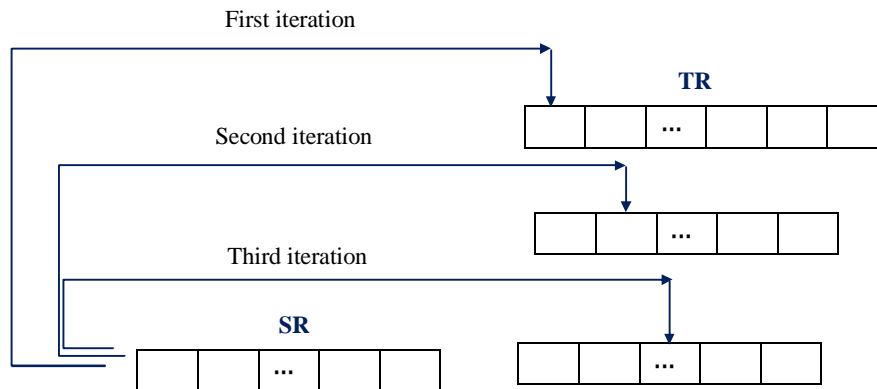 First iteration
TR
...
Second iteration
...
Third iteration
SR
...
...